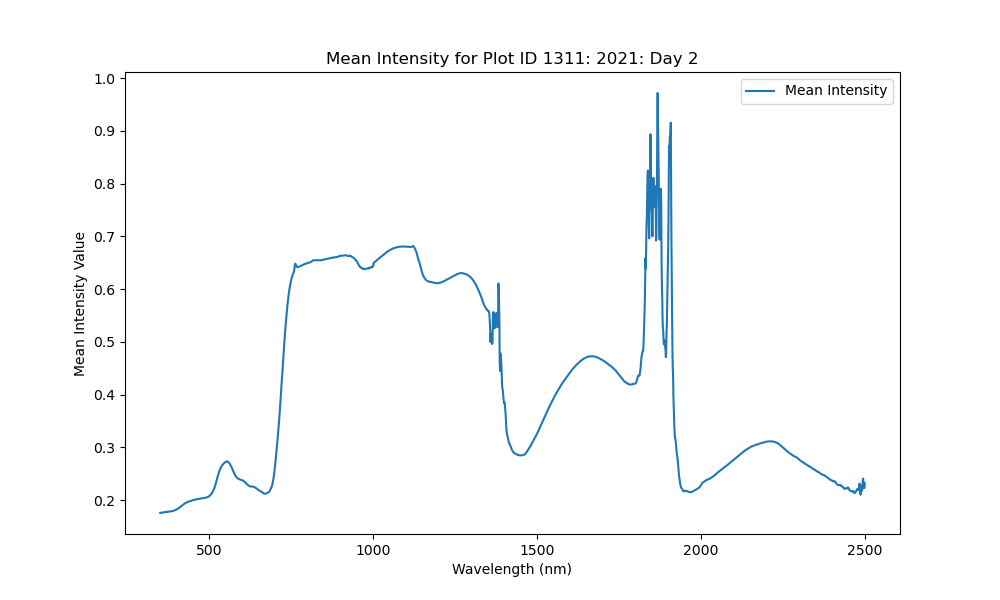 Mean Intensity for Plot ID 1311: 2021: Day 2
Mean Intensity
1.0
0.9
0.8
0.7
0.6
0.5
0.4
0.3
0.2
Mean Intensity Value
500 1000 1500 2000 2500
Wavelength (nm)